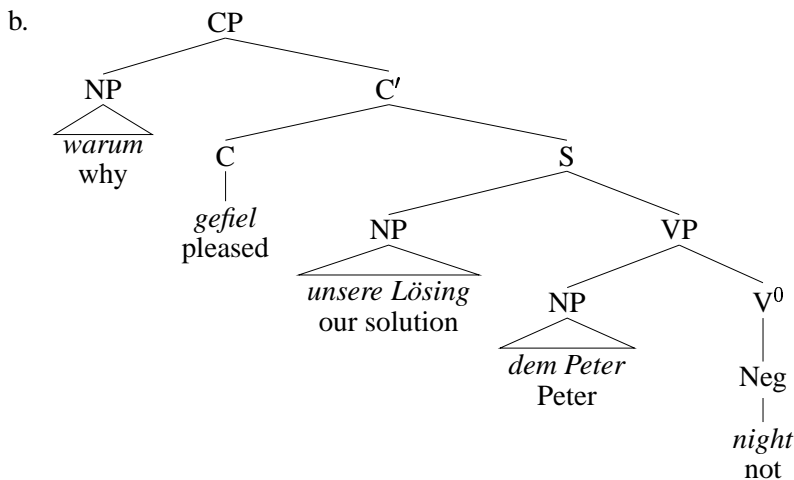 b.
CP
NP C′
warum
why
C S
gefiel
pleased
NP VP
unsere Lösing
our solution
NP V⁰
dem Peter
Peter
Neg
night
not